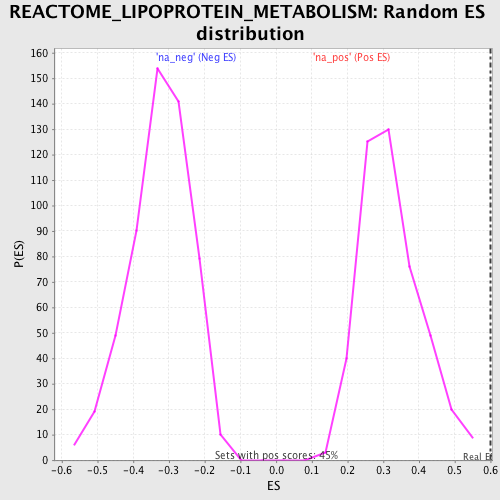 REACTOME_LIPOPROTEIN_METABOLISM: Random ES
distribution
'na_neg' (Neg ES)
'na_pos' (Pos ES)
160
150
140
130
120
110
100
90
80
70
60
50
40
30
20
10
0
P(ES)
Sets with pos scores: 45%
Real E
-0.6 -0.5 -0.4 -0.3 -0.2 -0.1 0.0 0.1 0.2 0.3 0.4 0.5 0.6
ES